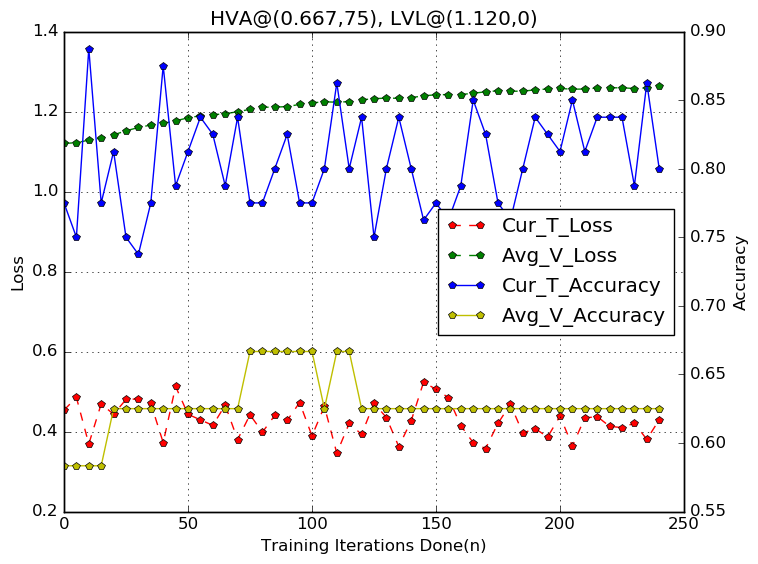 HVA@(0.667,75), LVL@(1.120,0)
1.4
1.2
1.0
0.8
0.6
0.4
0.2
Loss
0.90
0.85
0.80
0.75
0.70
0.65
0.60
0.55
Accuracy
Cur_T_Loss
Avg_V_Loss
Cur_T_Accuracy
Avg_V_Accuracy
0 50 100 150 200 250
Training Iterations Done(n)